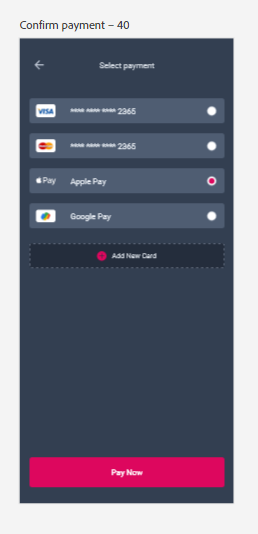 Confirm payment – 40
Select payment
VISA **** **** **** 2365
**** **** **** 2365
Pay Apple Pay
Google Pay
Add New Card
Pay Now